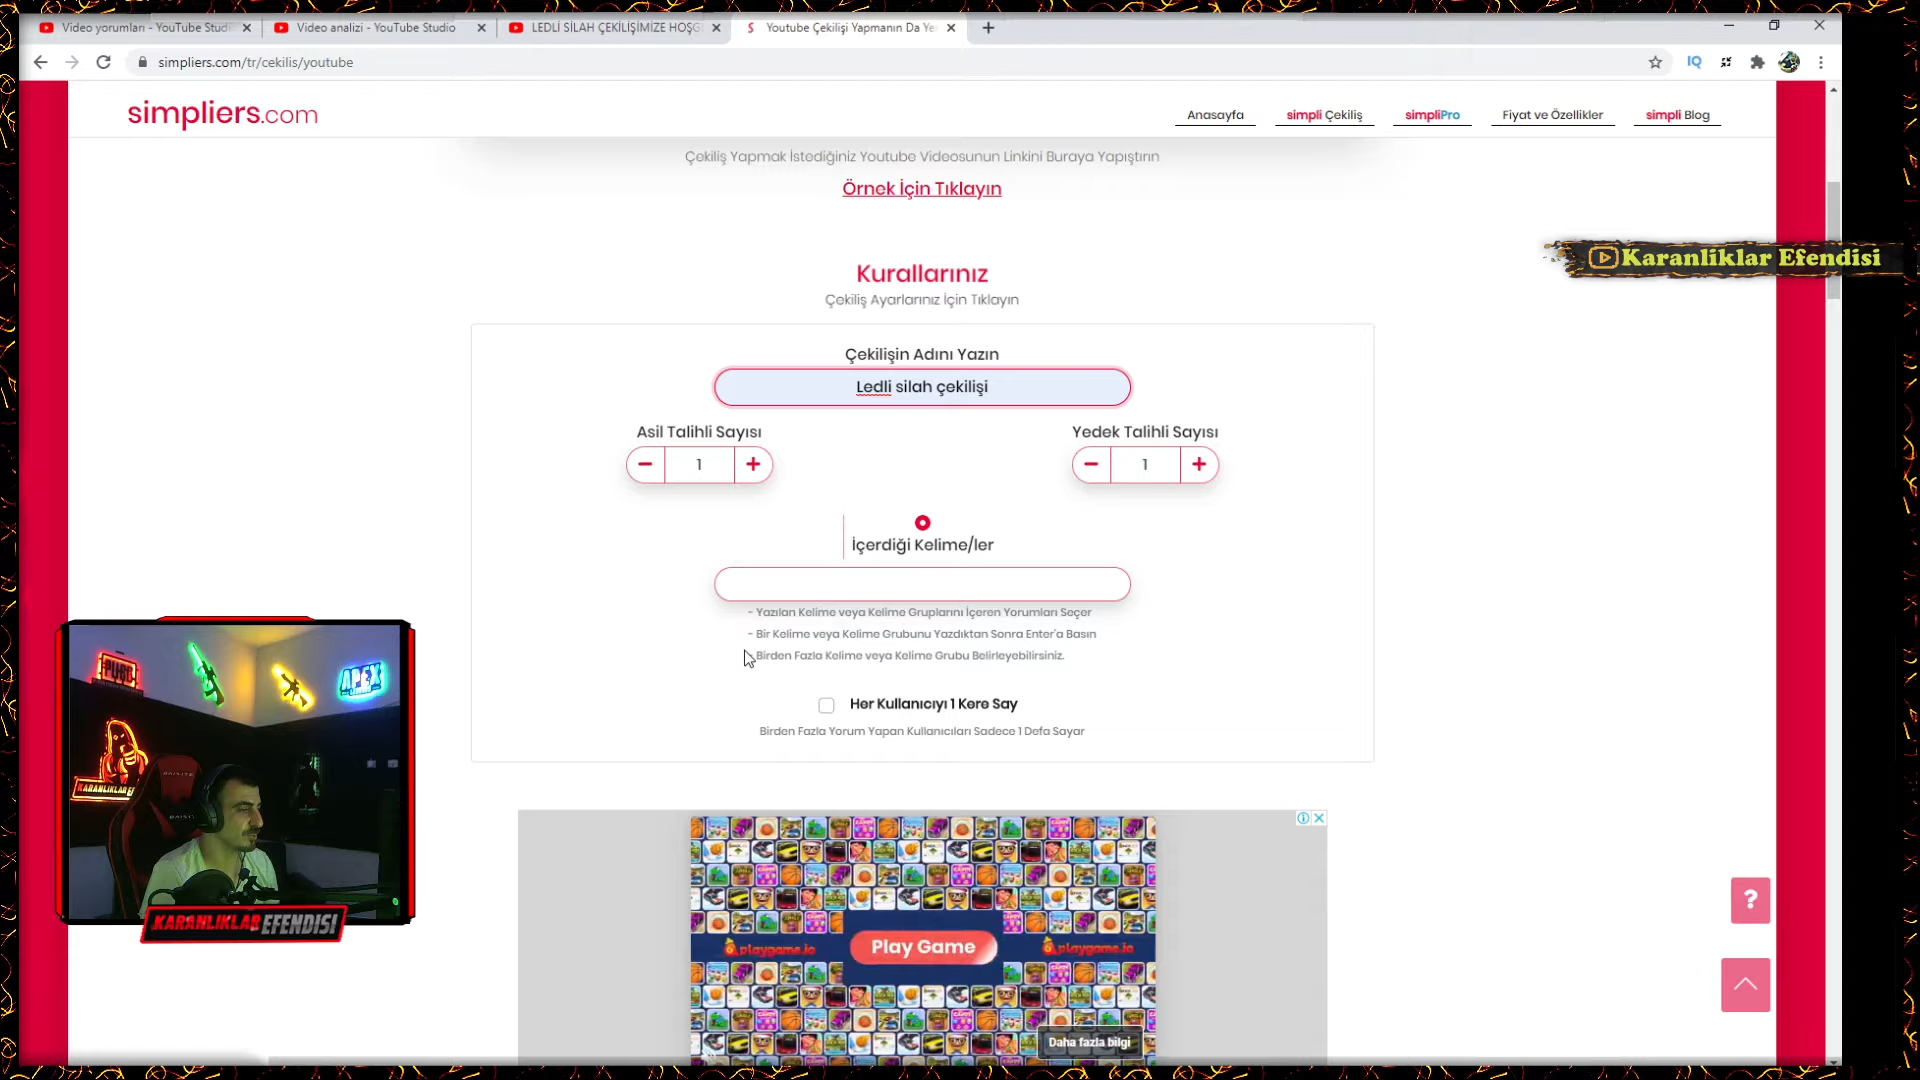 Video yorumları - YouTube Studi
Video analizi - YouTube Studio
LEDLİ SİLAH ÇEKİLİŞİMİZE HOŞG
Youtube Çekilişi Yapmanın Da Ye
simpliers.com/tr/cekilis/youtube
IQ
simpliers.com
Anasayfa
simpli Çekiliş
simpliPro
Fiyat ve Özellikler
simpli Blog
Çekiliş Yapmak İstediğiniz Youtube Videosunun Linkini Buraya Yapıştırın
Örnek İçin Tıklayın
Karanliklar Efendisi
Kurallarınız
Çekiliş Ayarlarınız İçin Tıklayın
Çekilişin Adını Yazın
Ledli silah çekilişi
Asil Talihli Sayısı
Yedek Talihli Sayısı
− 1 +
− 1 +
İçerdiği Kelime/ler
- Yazılan Kelime veya Kelime Gruplarını İçeren Yorumları Seçer
- Bir Kelime veya Kelime Grubunu Yazdıktan Sonra Enter'a Basın
- Birden Fazla Kelime veya Kelime Grubu Belirleyebilirsiniz.
Her Kullanıcıyı 1 Kere Say
Birden Fazla Yorum Yapan Kullanıcıları Sadece 1 Defa Sayar
PUBG
APEX
KARANLIKLAR EFENDISI
playgame.io
Play Game
playgame.io
Daha fazla bilgi
?